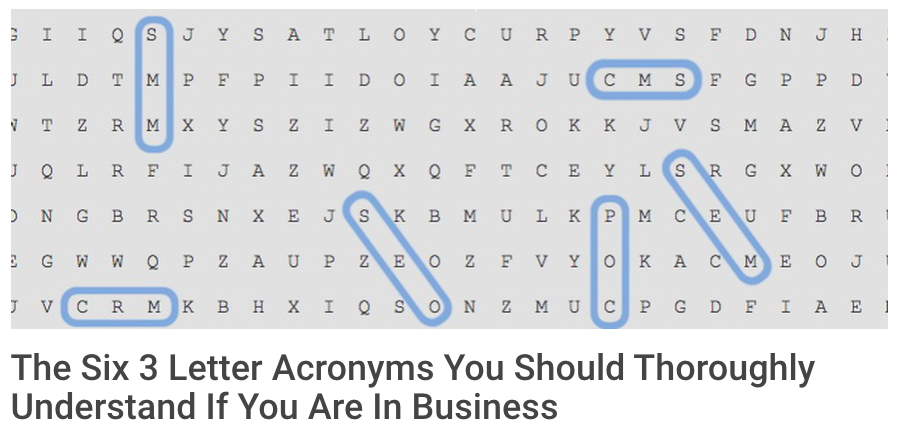 I I Q S J Y S A T L O Y C U R P Y V S F D N J H
L D T M P F P I I D O I A A J U C M S F G P P D
T Z R M X Y S Z I Z W G X R O K K J V S M A Z V
Q L R F I J A Z W Q X Q F T C E Y L S R G X W O
N G B R S N X E J S K B M U L K P M C E U F B R
G W W Q P Z A U P Z E O Z F V Y O K A C M E O J
V C R M K B H X I Q S O N Z M U C P G D F I A E
The Six 3 Letter Acronyms You Should Thoroughly
Understand If You Are In Business